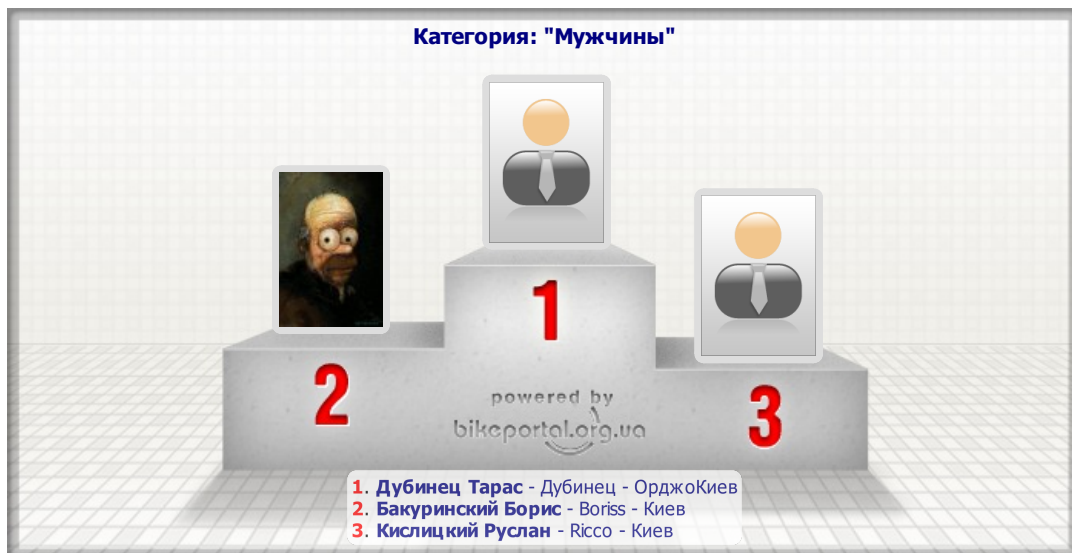 Категория: "Мужчины"
1
2
3
powered by
bikeportal.org.ua
1. Дубинец Тарас - Дубинец - ОрджоКиев
2. Бакуринский Борис - Boriss - Киев
3. Кислицкий Руслан - Ricco - Киев